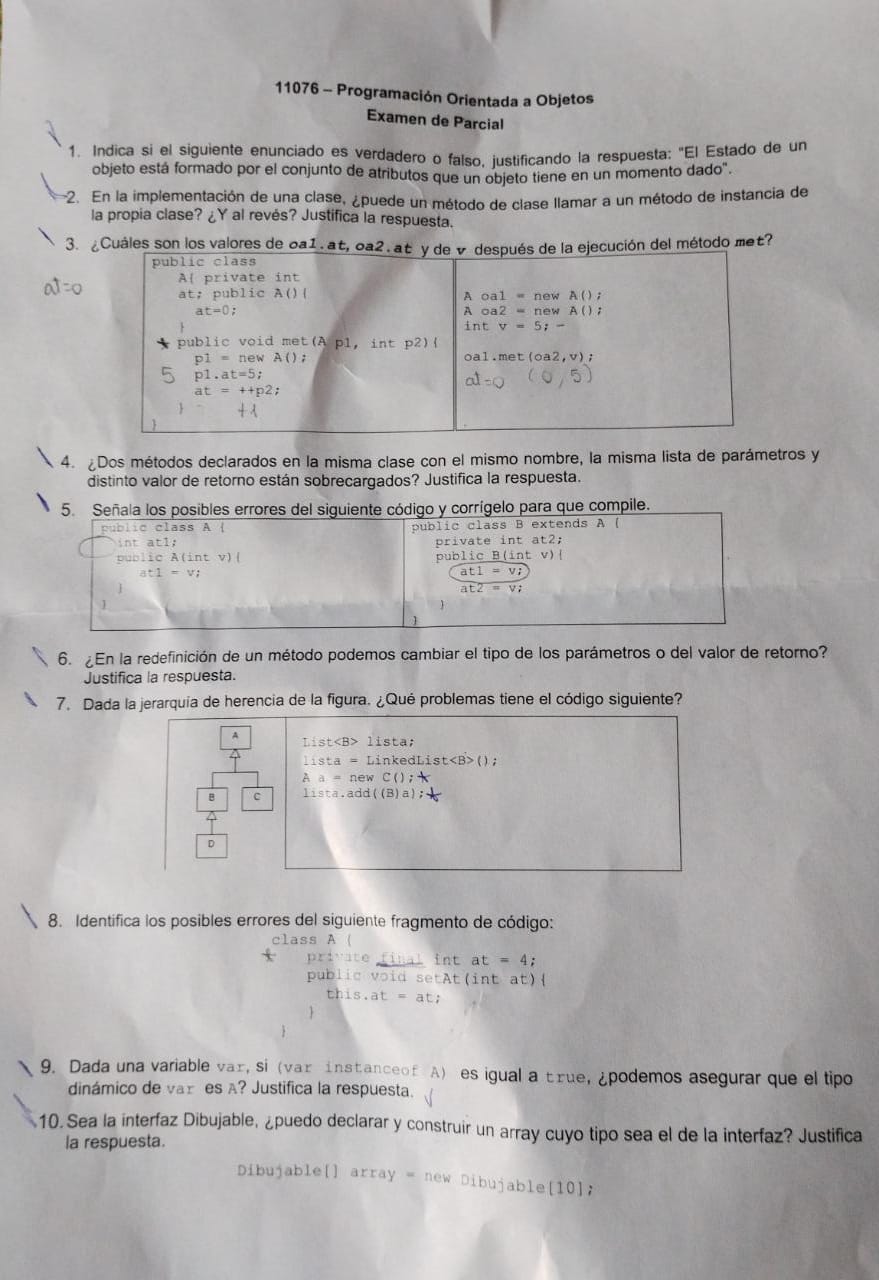 11076 – Programación Orientada a Objetos
Examen de Parcial
1. Indica si el siguiente enunciado es verdadero o falso, justificando la respuesta: "El Estado de un
objeto está formado por el conjunto de atributos que un objeto tiene en un momento dado".
2. En la implementación de una clase, ¿puede un método de clase llamar a un método de instancia de
la propia clase? ¿Y al revés? Justifica la respuesta.
3. ¿Cuáles son los valores de oa1.at, oa2.at y de v después de la ejecución del método met?
at=0
public class
A{ private int
at; public A(){
at=0;
}
public void met(A p1, int p2){
p1 = new A();
5 p1.at=5;
at = ++p2;
} +1
}
A oa1 = new A();
A oa2 = new A();
int v = 5;
oa1.met(oa2,v);
at=0 (0,5)
4. ¿Dos métodos declarados en la misma clase con el mismo nombre, la misma lista de parámetros y
distinto valor de retorno están sobrecargados? Justifica la respuesta.
5. Señala los posibles errores del siguiente código y corrígelo para que compile.
public class A {
int at1;
public A(int v){
at1 = v;
}
}
public class B extends A {
private int at2;
public B(int v){
at1 = v;
at2 = v;
}
}
6. ¿En la redefinición de un método podemos cambiar el tipo de los parámetros o del valor de retorno?
Justifica la respuesta.
7. Dada la jerarquía de herencia de la figura. ¿Qué problemas tiene el código siguiente?
A
B C
D
List<B> lista;
lista = LinkedList<B>();
A a = new C();
lista.add((B)a);
8. Identifica los posibles errores del siguiente fragmento de código:
class A {
private final int at = 4;
public void setAt(int at){
this.at = at;
}
}
9. Dada una variable var, si (var instanceof A) es igual a true, ¿podemos asegurar que el tipo
dinámico de var es A? Justifica la respuesta.
10. Sea la interfaz Dibujable, ¿puedo declarar y construir un array cuyo tipo sea el de la interfaz? Justifica
la respuesta.
Dibujable[] array = new Dibujable[10];